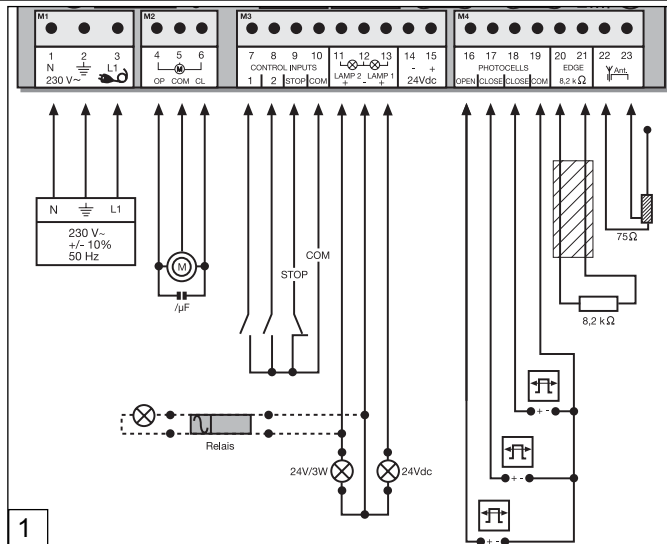 M1 M2 M3 M4
1 2 3 4 5 6 7 8 9 10 11 12 13 14 15 16 17 18 19 20 21 22 23
N L1 M CONTROL INPUTS - + PHOTOCELLS EDGE Ant.
230 V~ OP COM CL 1 2 STOP COM LAMP 2 LAMP 1 24Vdc OPEN CLOSE CLOSE COM 8,2 kΩ
+ - +
N L1
230 V~
+/- 10%
50 Hz
M
/µF
COM
STOP
75Ω
8,2 kΩ
Relais
24V/3W
24Vdc
+ -
+ -
+ -
1